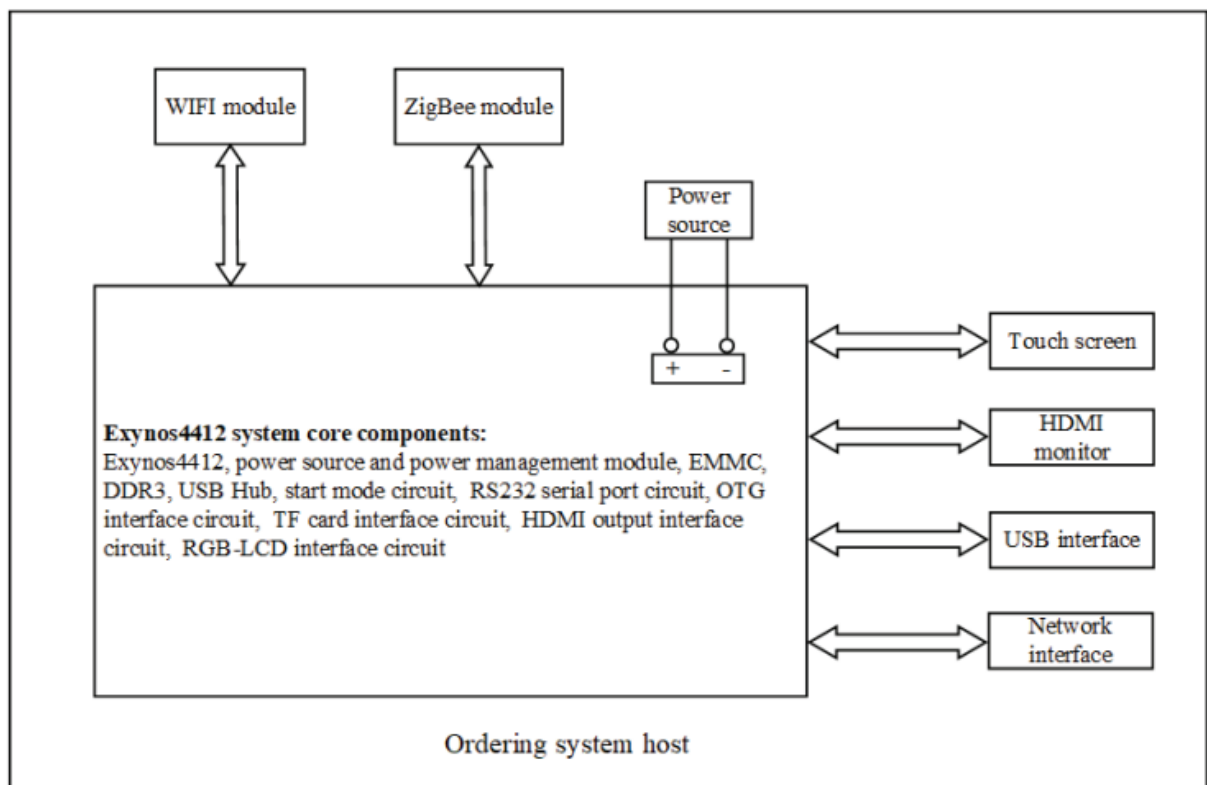 WIFI module
ZigBee module
Power
source
+ -
Touch screen
HDMI
monitor
USB interface
Network
interface
Exynos4412 system core components:
Exynos4412, power source and power management module, EMMC,
DDR3, USB Hub, start mode circuit, RS232 serial port circuit, OTG
interface circuit, TF card interface circuit, HDMI output interface
circuit, RGB-LCD interface circuit
Ordering system host